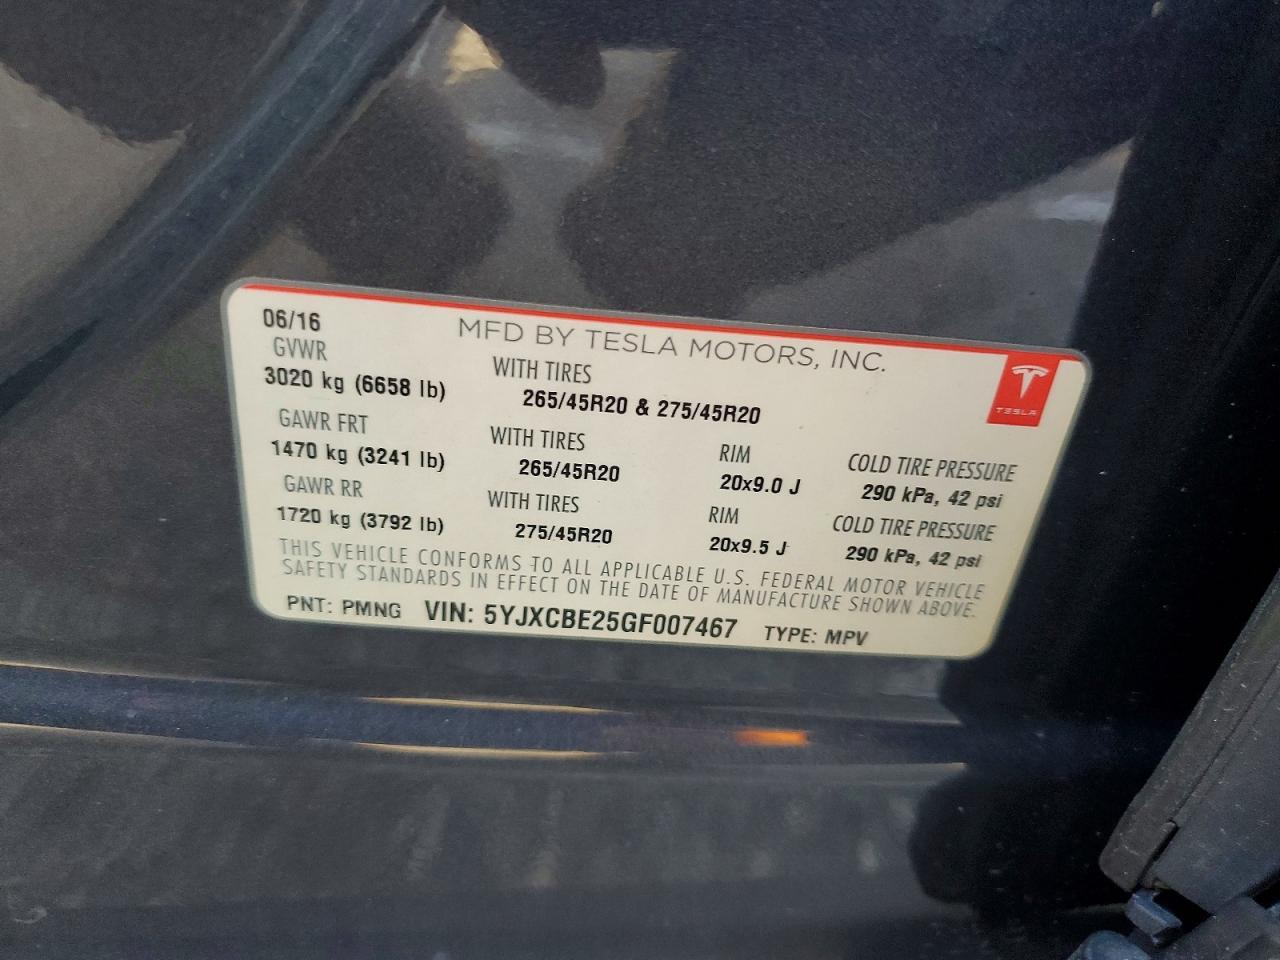 06/16
MFD BY TESLA MOTORS, INC.
GVWR
3020 kg (6658 lb)
WITH TIRES
265/45R20 & 275/45R20
TESLA
GAWR FRT
1470 kg (3241 lb)
WITH TIRES
265/45R20
RIM
20x9.0 J
COLD TIRE PRESSURE
290 kPa, 42 psi
GAWR RR
1720 kg (3792 lb)
WITH TIRES
275/45R20
RIM
20x9.5 J
COLD TIRE PRESSURE
290 kPa, 42 psi
THIS VEHICLE CONFORMS TO ALL APPLICABLE U.S. FEDERAL MOTOR VEHICLE
SAFETY STANDARDS IN EFFECT ON THE DATE OF MANUFACTURE SHOWN ABOVE.
PNT: PMNG VIN: 5YJXCBE25GF007467 TYPE: MPV